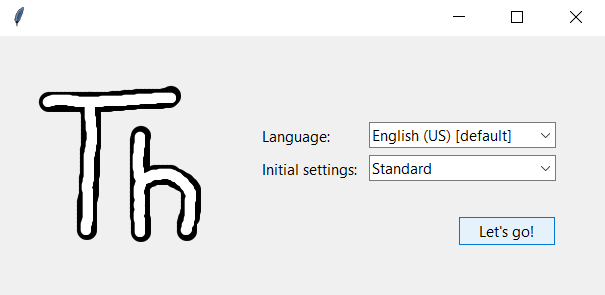 Th
Language:
English (US) [default]
Initial settings:
Standard
Let's go!